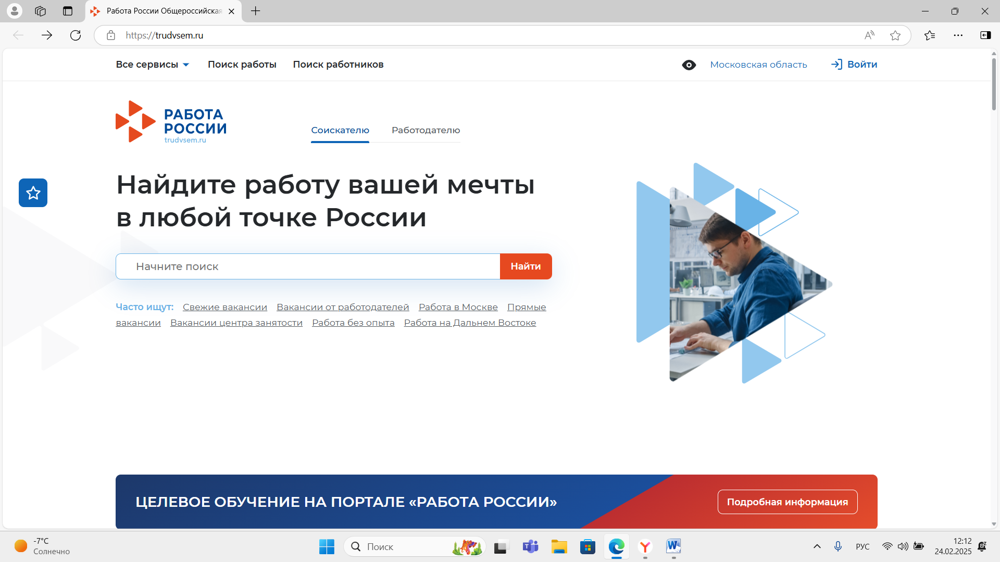 Работа России Общероссийская
https://trudvsem.ru
Все сервисы
Поиск работы
Поиск работников
Московская область
Войти
РАБОТА
РОССИИ
trudvsem.ru
Соискателю
Работодателю
Найдите работу вашей мечты
в любой точке России
Начните поиск
Найти
Часто ищут: Свежие вакансии Вакансии от работодателей Работа в Москве Прямые
вакансии Вакансии центра занятости Работа без опыта Работа на Дальнем Востоке
ЦЕЛЕВОЕ ОБУЧЕНИЕ НА ПОРТАЛЕ «РАБОТА РОССИИ»
Подробная информация
-7°C
Солнечно
Поиск
РУС
12:12
24.02.2025